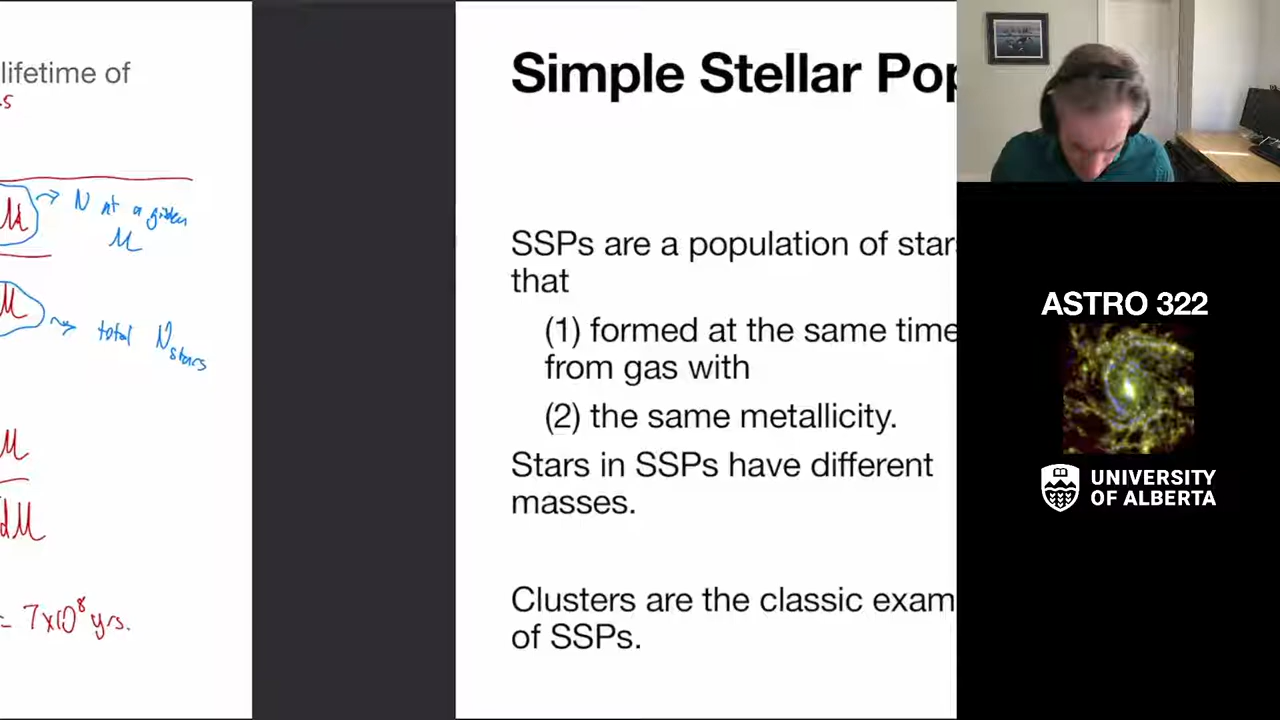 lifetime of
N at a given
M
total N stars
M
dM
= 7x10⁸ yrs.
Simple Stellar Pop
SSPs are a population of stars
that
(1) formed at the same time
from gas with
(2) the same metallicity.
Stars in SSPs have different
masses.
Clusters are the classic exam
of SSPs.
ASTRO 322
UNIVERSITY
OF ALBERTA